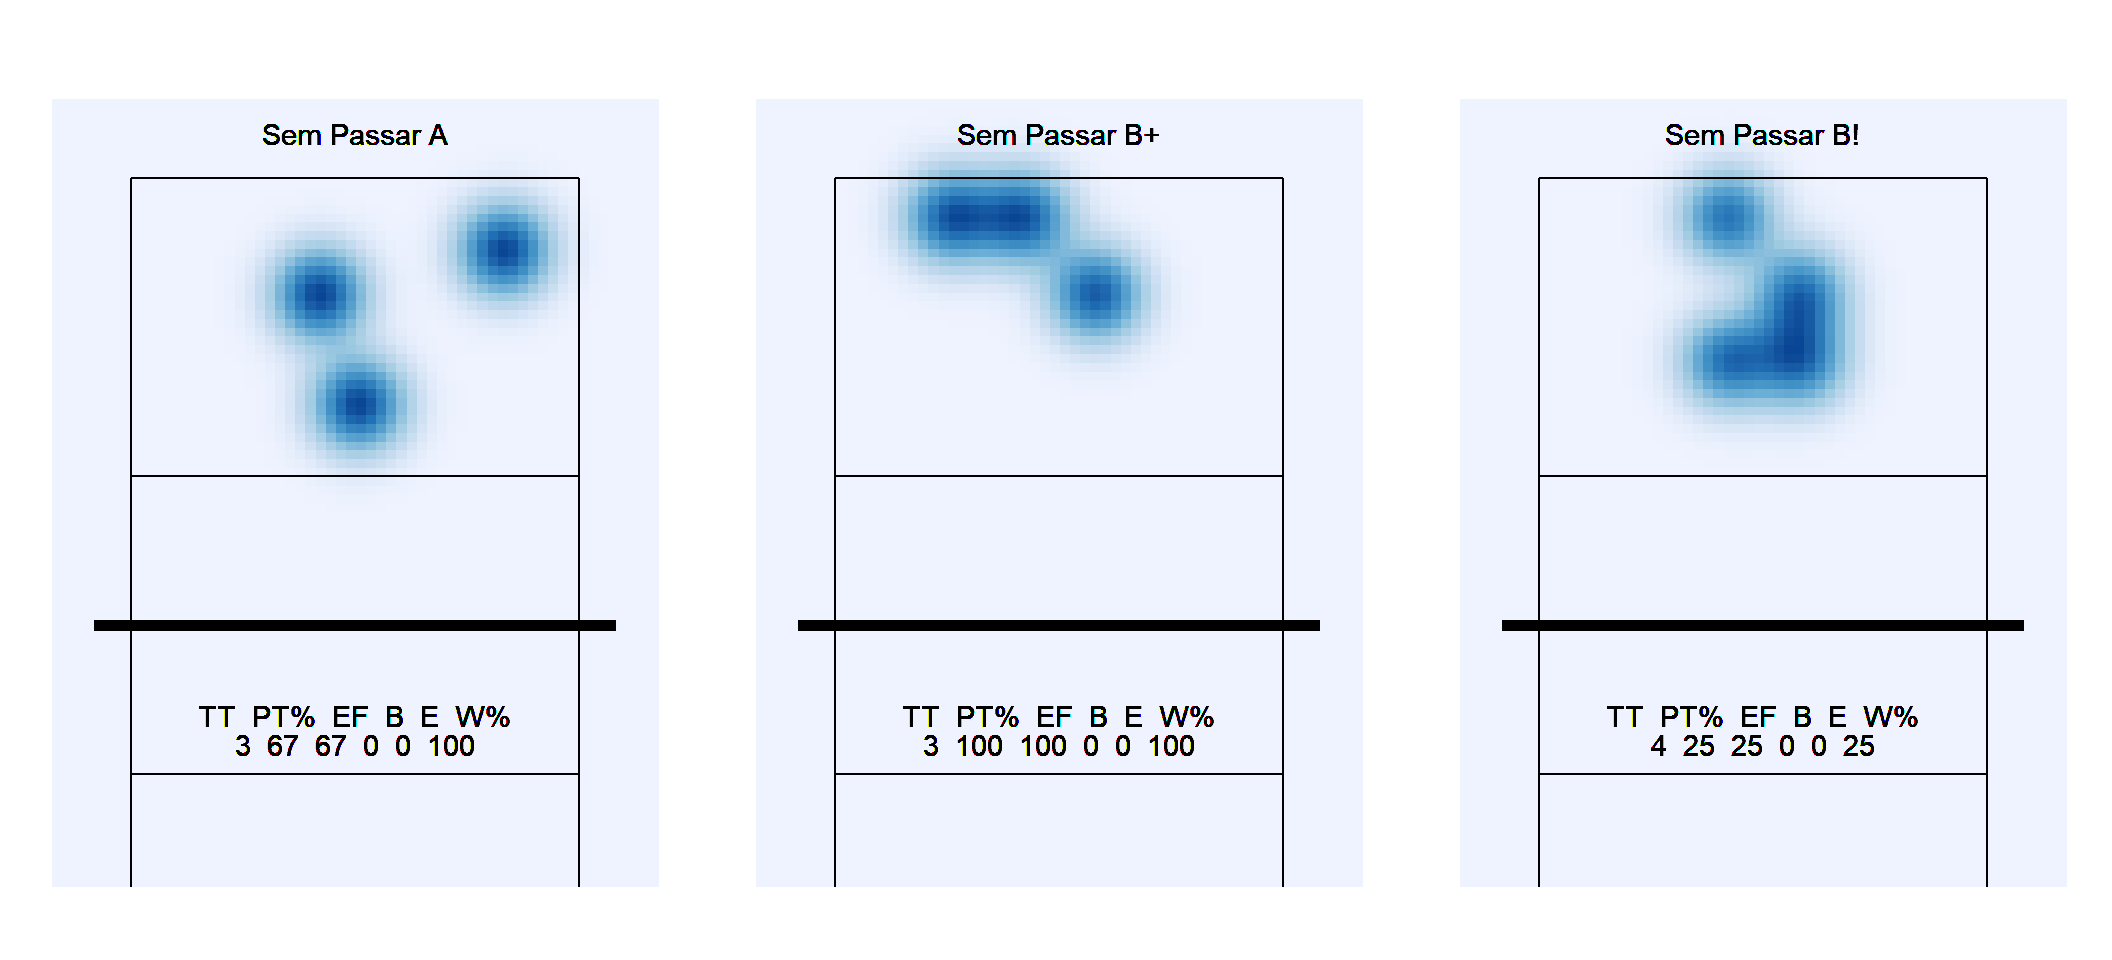 Sem Passar A
TT PT% EF B E W%
3 67 67 0 0 100
Sem Passar B+
TT PT% EF B E W%
3 100 100 0 0 100
Sem Passar B!
TT PT% EF B E W%
4 25 25 0 0 25